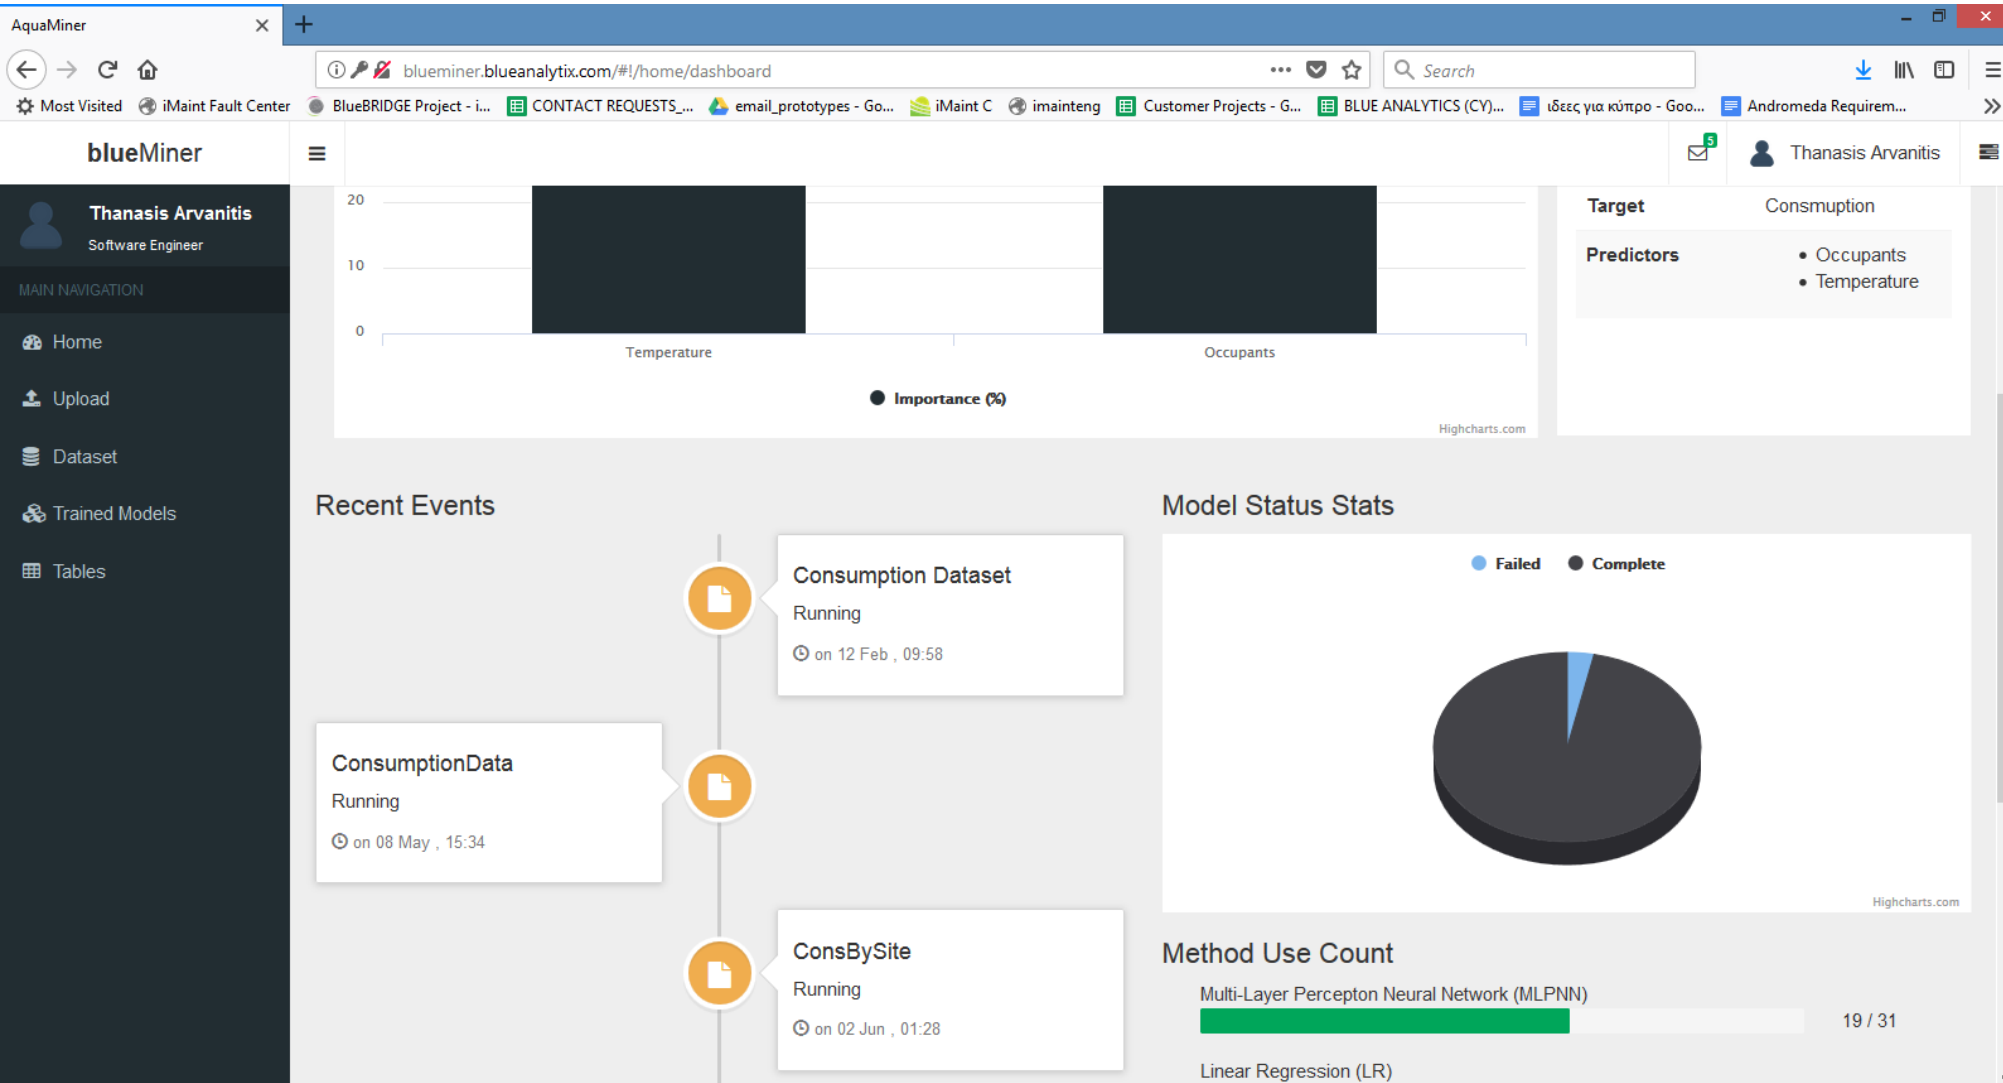 AquaMiner
blueminer.blueanalytix.com/#!/home/dashboard
Search
Most Visited
iMaint Fault Center
BlueBRIDGE Project - i...
CONTACT REQUESTS_...
email_prototypes - Go...
iMaint C
imainteng
Customer Projects - G...
BLUE ANALYTICS (CY)...
ιδεες για κύπρο - Goo...
Andromeda Requirem...
blueMiner
5
Thanasis Arvanitis
Thanasis Arvanitis
Software Engineer
MAIN NAVIGATION
Home
Upload
Dataset
Trained Models
Tables
20
10
0
Temperature
Occupants
Importance (%)
Highcharts.com
Target
Consmuption
Predictors
Occupants
Temperature
Recent Events
Consumption Dataset
Running
on 12 Feb , 09:58
ConsumptionData
Running
on 08 May , 15:34
ConsBySite
Running
on 02 Jun , 01:28
Model Status Stats
Failed
Complete
Highcharts.com
Method Use Count
Multi-Layer Percepton Neural Network (MLPNN)
19 / 31
Linear Regression (LR)